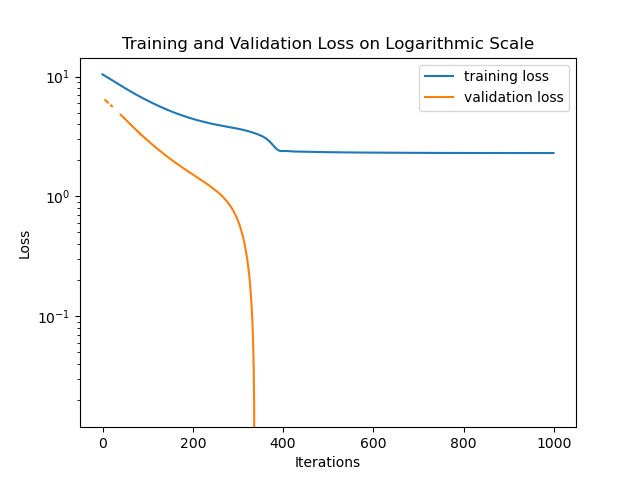 Training and Validation Loss on Logarithmic Scale
training loss
validation loss
Loss
10¹
10⁰
10⁻¹
0 200 400 600 800 1000
Iterations